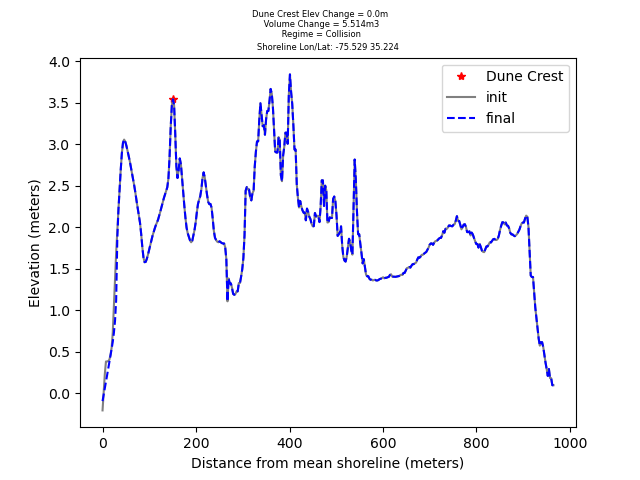 Dune Crest Elev Change = 0.0m
Volume Change = 5.514m3
Regime = Collision
Shoreline Lon/Lat: -75.529 35.224
4.0
3.5
3.0
2.5
2.0
1.5
1.0
0.5
0.0
Elevation (meters)
Dune Crest
init
final
0
200
400
600
800
1000
Distance from mean shoreline (meters)